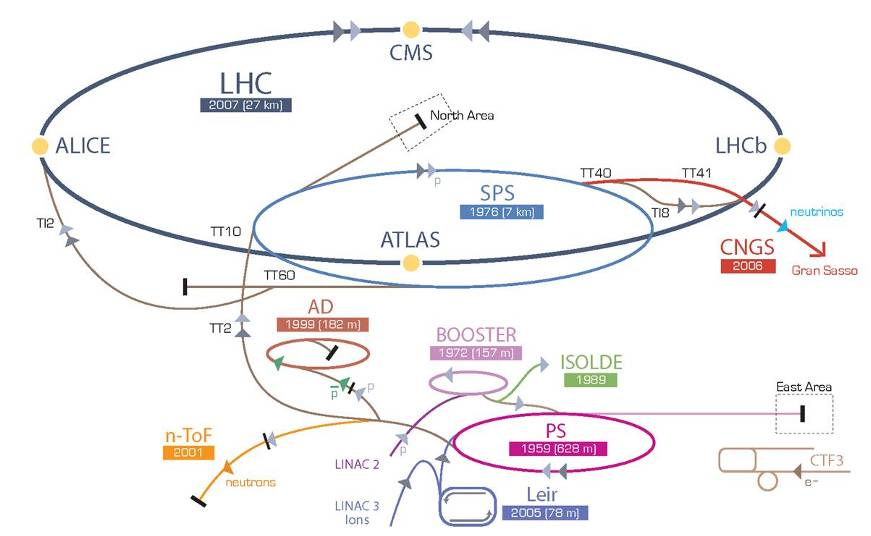 CMS
LHC
2007 (27 km)
North Area
ALICE
LHCb
TT40
TT41
p
SPS
1976 (7 km)
TI8
neutrinos
TI2
TT10
ATLAS
CNGS
2006
Gran Sasso
TT60
AD
1999 (182 m)
TT2
BOOSTER
1972 (157 m)
ISOLDE
1989
p
p̅
East Area
n-ToF
2001
PS
1959 (628 m)
p
LINAC 2
CTF3
neutrons
e-
LINAC 3
Ions
Leir
2005 (78 m)